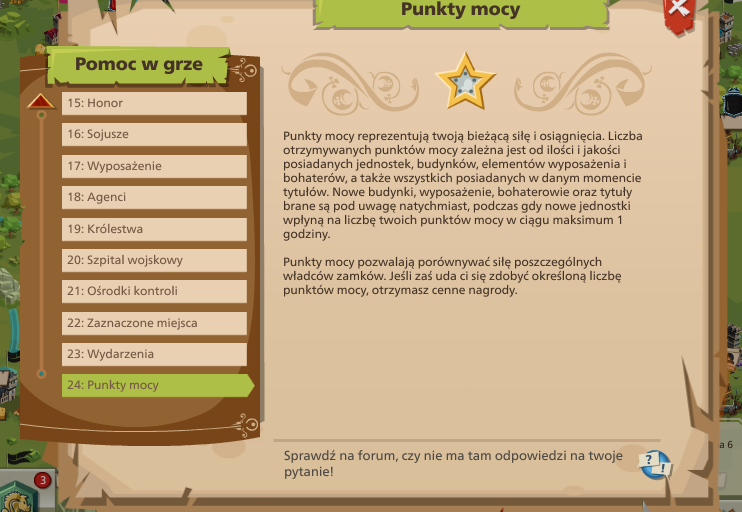 Punkty mocy
Pomoc w grze
15: Honor
16: Sojusze
17: Wyposażenie
18: Agenci
19: Królestwa
20: Szpital wojskowy
21: Ośrodki kontroli
22: Zaznaczone miejsca
23: Wydarzenia
24: Punkty mocy
Punkty mocy reprezentują twoją bieżącą siłę i osiągnięcia. Liczba
otrzymywanych punktów mocy zależna jest od ilości i jakości
posiadanych jednostek, budynków, elementów wyposażenia i
bohaterów, a także wszystkich posiadanych w danym momencie
tytułów. Nowe budynki, wyposażenie, bohaterowie oraz tytuły
brane są pod uwagę natychmiast, podczas gdy nowe jednostki
wpłyną na liczbę twoich punktów mocy w ciągu maksimum 1
godziny.
Punkty mocy pozwalają porównywać siłę poszczególnych
władców zamków. Jeśli zaś uda ci się zdobyć określoną liczbę
punktów mocy, otrzymasz cenne nagrody.
Sprawdź na forum, czy nie ma tam odpowiedzi na twoje
pytanie!
? !
a 6
3